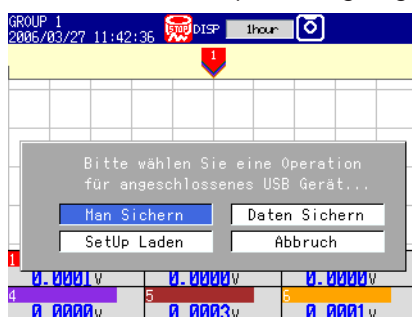 GROUP 1
2006/03/27 11:42:36 STOP DISP 1hour
1
Bitte wählen Sie eine Operation
für angeschlossenes USB Gerät...
Man Sichern Daten Sichern
SetUp Laden Abbruch
1
0.0001V 0.0000V 0.0000V
4 5 6
0.0000V 0.0003V 0.0001V